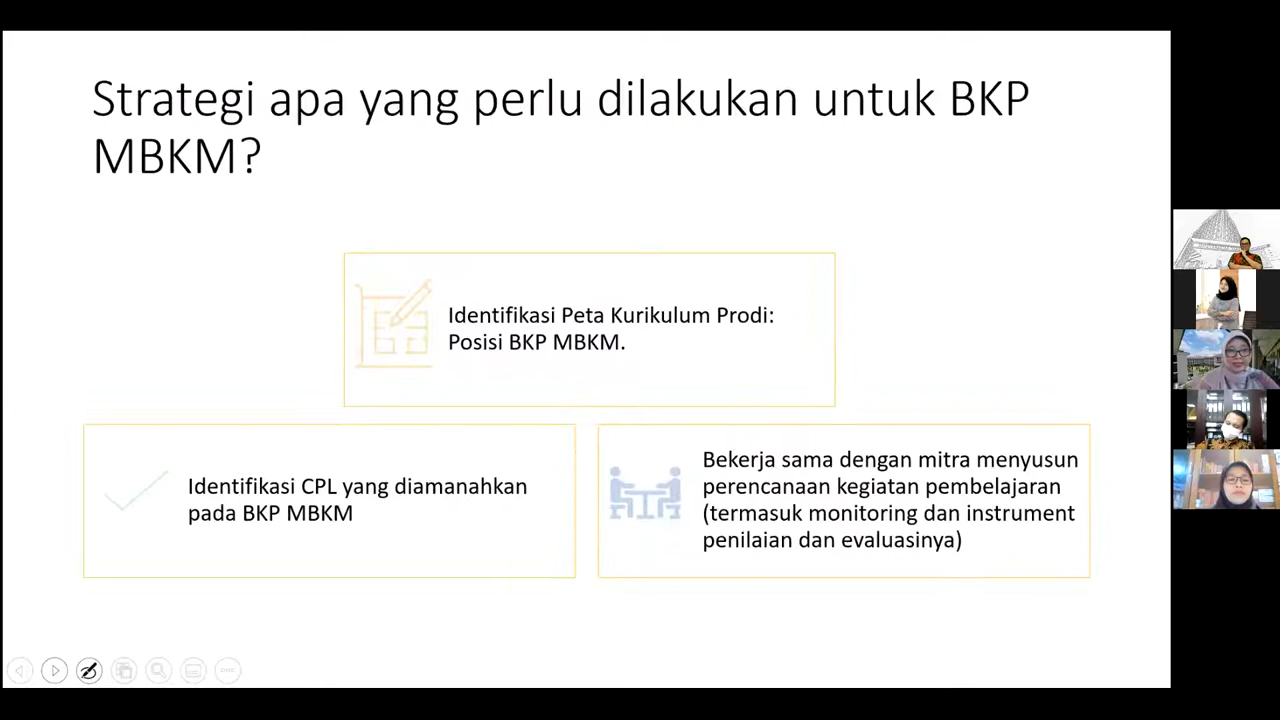 Strategi apa yang perlu dilakukan untuk BKP
MBKM?
Identifikasi Peta Kurikulum Prodi:
Posisi BKP MBKM.
Identifikasi CPL yang diamanahkan
pada BKP MBKM
Bekerja sama dengan mitra menyusun
perencanaan kegiatan pembelajaran
(termasuk monitoring dan instrument
penilaian dan evaluasinya)